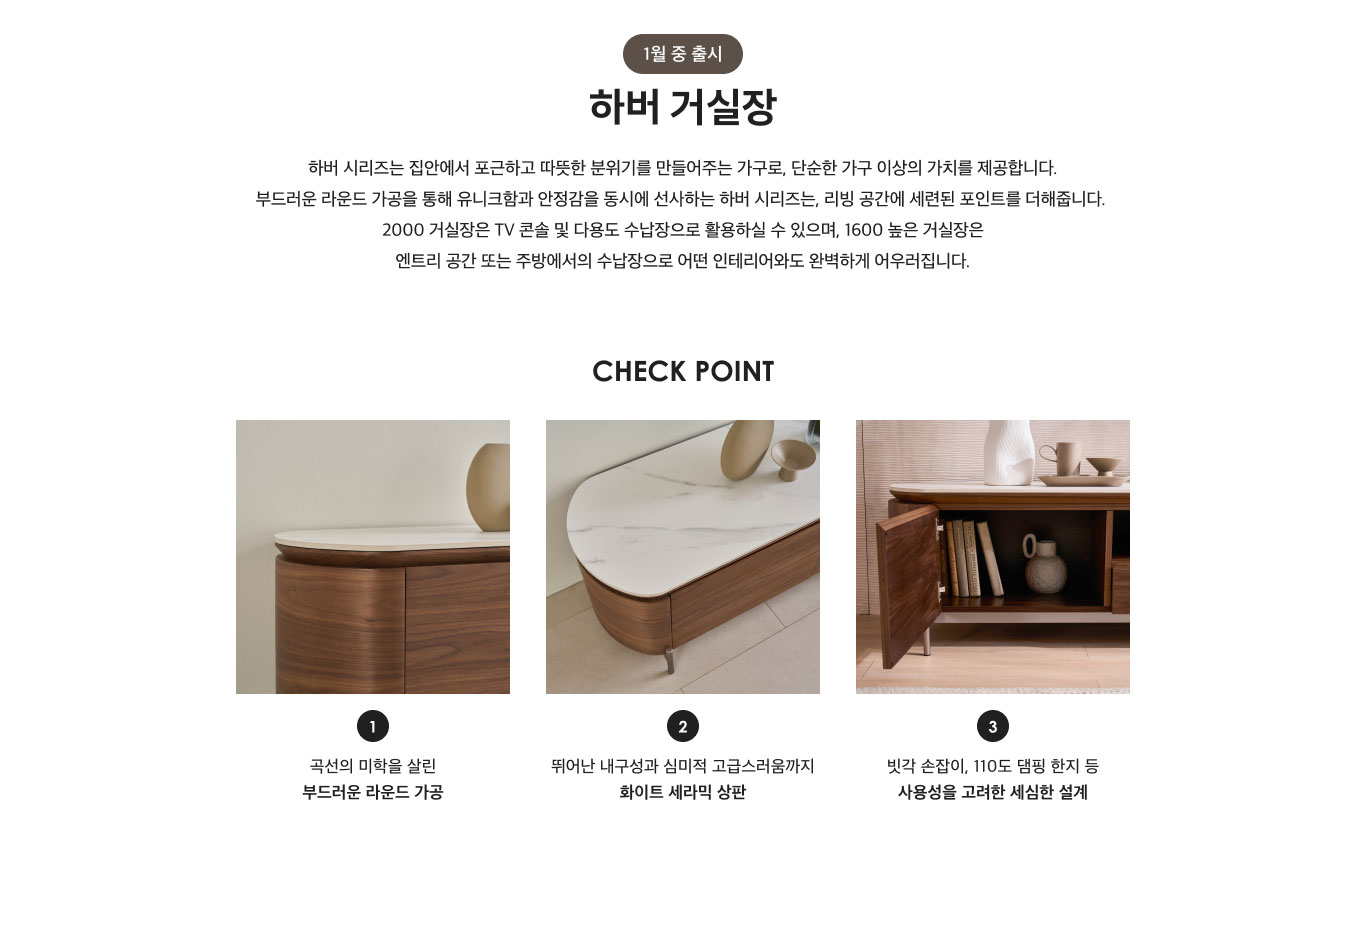 1월 중 출시
하버 거실장
하버 시리즈는 집안에서 포근하고 따뜻한 분위기를 만들어주는 가구로, 단순한 가구 이상의 가치를 제공합니다.
부드러운 라운드 가공을 통해 유니크함과 안정감을 동시에 선사하는 하버 시리즈는, 리빙 공간에 세련된 포인트를 더해줍니다.
2000 거실장은 TV 콘솔 및 다용도 수납장으로 활용하실 수 있으며, 1600 높은 거실장은
엔트리 공간 또는 주방에서의 수납장으로 어떤 인테리어와도 완벽하게 어우러집니다.
CHECK POINT
1
곡선의 미학을 살린
부드러운 라운드 가공
2
뛰어난 내구성과 심미적 고급스러움까지
화이트 세라믹 상판
3
빗각 손잡이, 110도 댐핑 한지 등
사용성을 고려한 세심한 설계